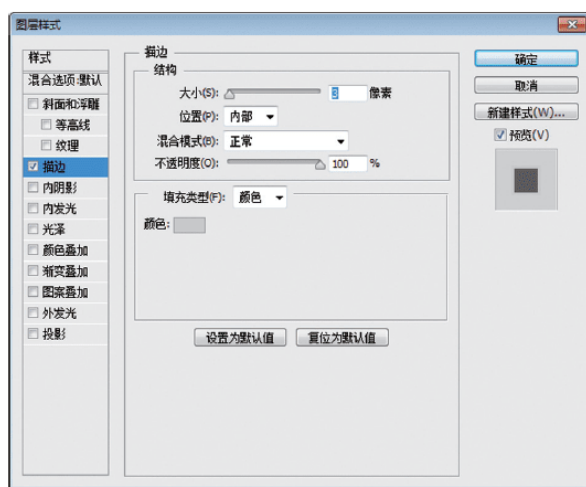 图层样式
样式
混合选项:默认
斜面和浮雕
等高线
纹理
描边
内阴影
内发光
光泽
颜色叠加
渐变叠加
图案叠加
外发光
投影
描边
结构
大小(S): 3 像素
位置(P): 内部
混合模式(B): 正常
不透明度(O): 100 %
填充类型(F): 颜色
颜色:
设置为默认值 复位为默认值
确定
取消
新建样式(W)...
预览(V)